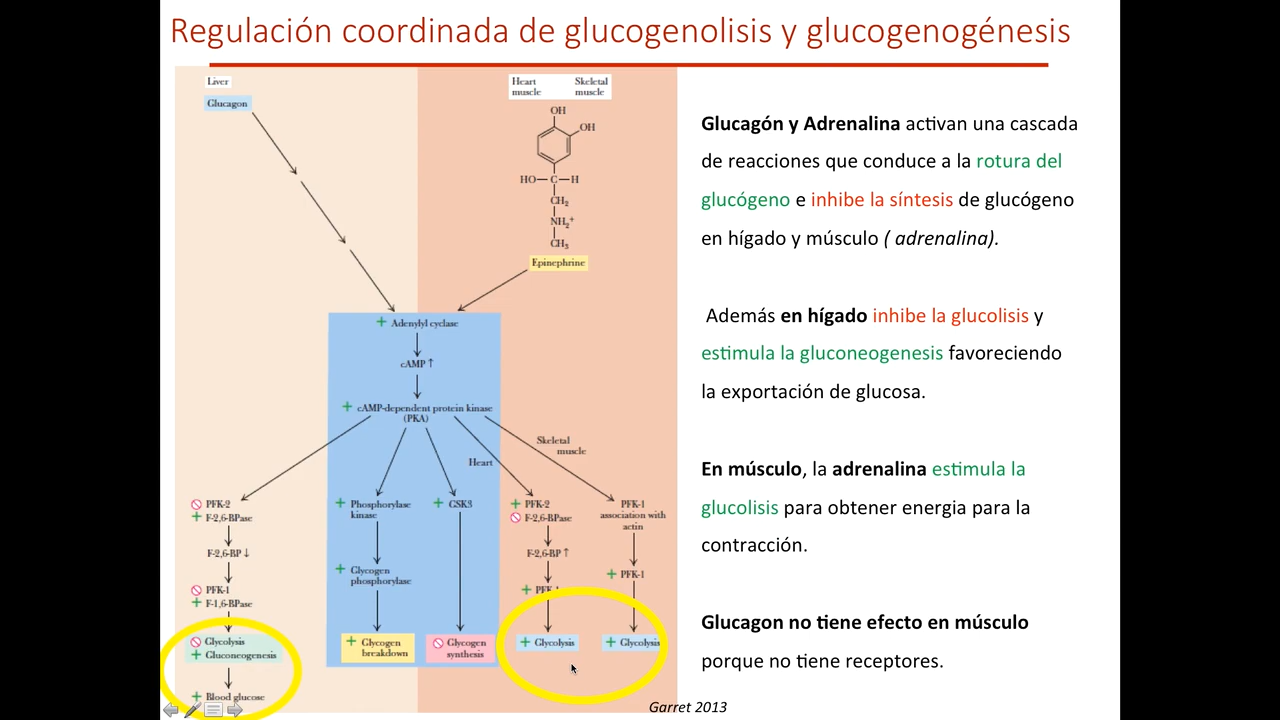 Regulación coordinada de glucogenolisis y glucogenogénesis
Liver
Glucagon
Heart
muscle
Skeletal
muscle
OH
OH
HO—C—H
CH₂
NH₂⁺
CH₃
Epinephrine
+ Adenylyl cyclase
cAMP ↑
+ cAMP-dependent protein kinase
(PKA)
Skeletal
muscle
Heart
PFK-2
+ F-2,6-BPase
F-2,6-BP ↓
PFK-1
+ F-1,6-BPase
Glycolysis
+ Gluconeogenesis
+ Blood glucose
+ Phosphorylase
kinase
+ Glycogen
phosphorylase
+ Glycogen
breakdown
+ GSK3
Glycogen
synthesis
+ PFK-2
F-2,6-BPase
F-2,6-BP ↑
+ PFK-1
+ Glycolysis
PFK-1
association with
actin
+ PFK-1
+ Glycolysis
Glucagón y Adrenalina activan una cascada
de reacciones que conduce a la rotura del
glucógeno e inhibe la síntesis de glucógeno
en hígado y músculo ( adrenalina).
Además en hígado inhibe la glucolisis y
estimula la gluconeogenesis favoreciendo
la exportación de glucosa.
En músculo, la adrenalina estimula la
glucolisis para obtener energia para la
contracción.
Glucagon no tiene efecto en músculo
porque no tiene receptores.
Garret 2013